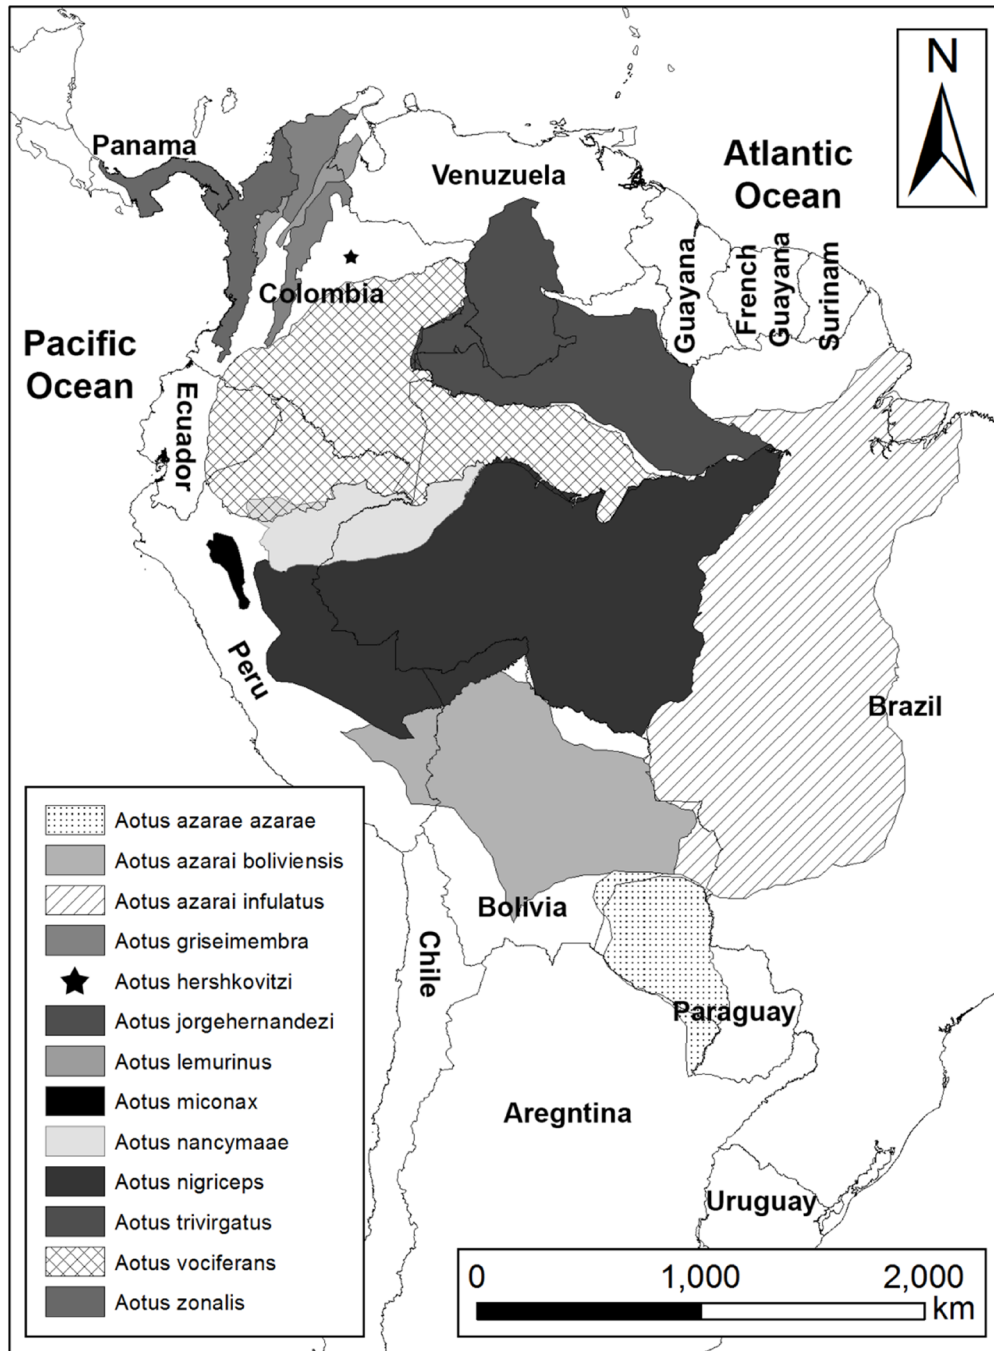 N
Panama
Venuzuela
Atlantic
Ocean
Guayana
French
Guayana
Surinam
Colombia
Pacific
Ocean
Ecuador
Peru
Brazil
Bolivia
Chile
Paraguay
Aregntina
Uruguay
Aotus azarae azarae
Aotus azarai boliviensis
Aotus azarai infulatus
Aotus griseimembra
Aotus hershkovitzi
Aotus jorgehernandezi
Aotus lemurinus
Aotus miconax
Aotus nancymaae
Aotus nigriceps
Aotus trivirgatus
Aotus vociferans
Aotus zonalis
0 1,000 2,000
km